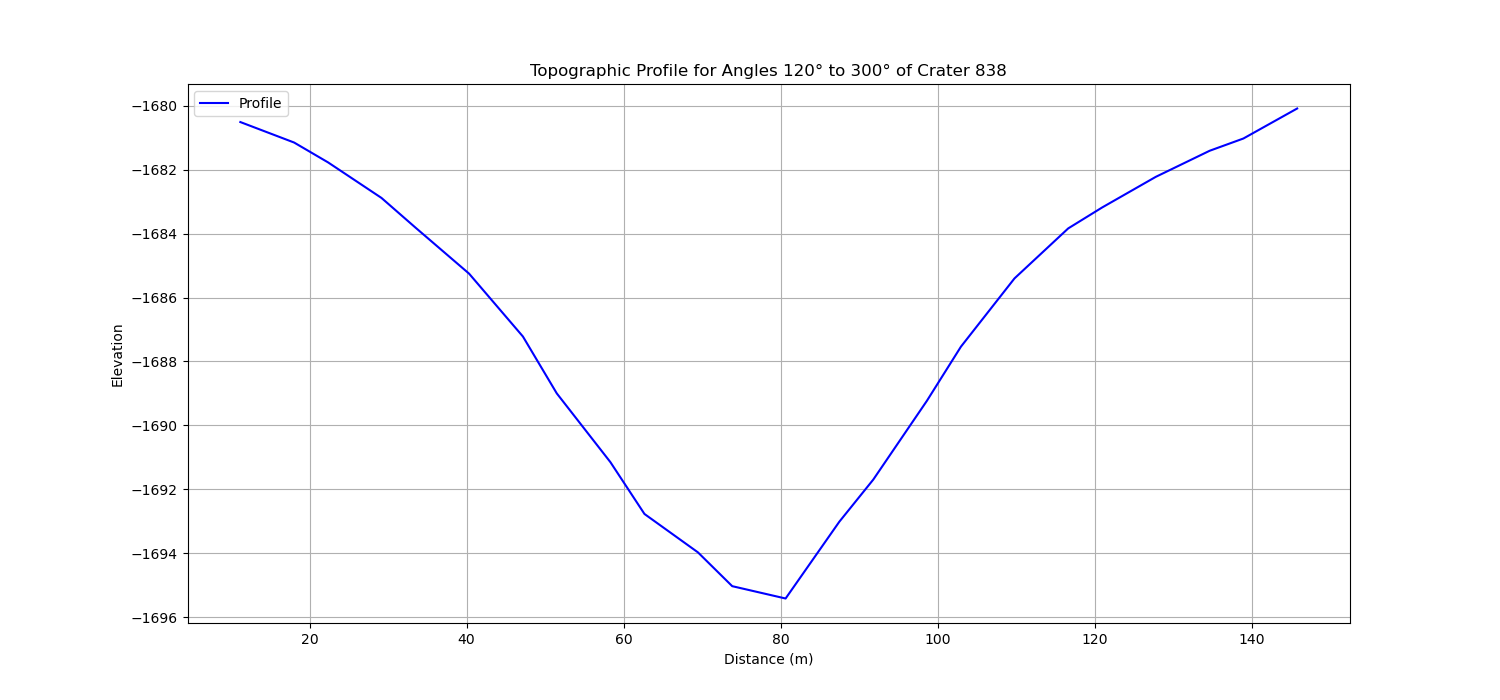 Topographic Profile for Angles 120° to 300° of Crater 838
Profile
−1680
−1682
−1684
−1686
−1688
−1690
−1692
−1694
−1696
Elevation
20 40 60 80 100 120 140
Distance (m)